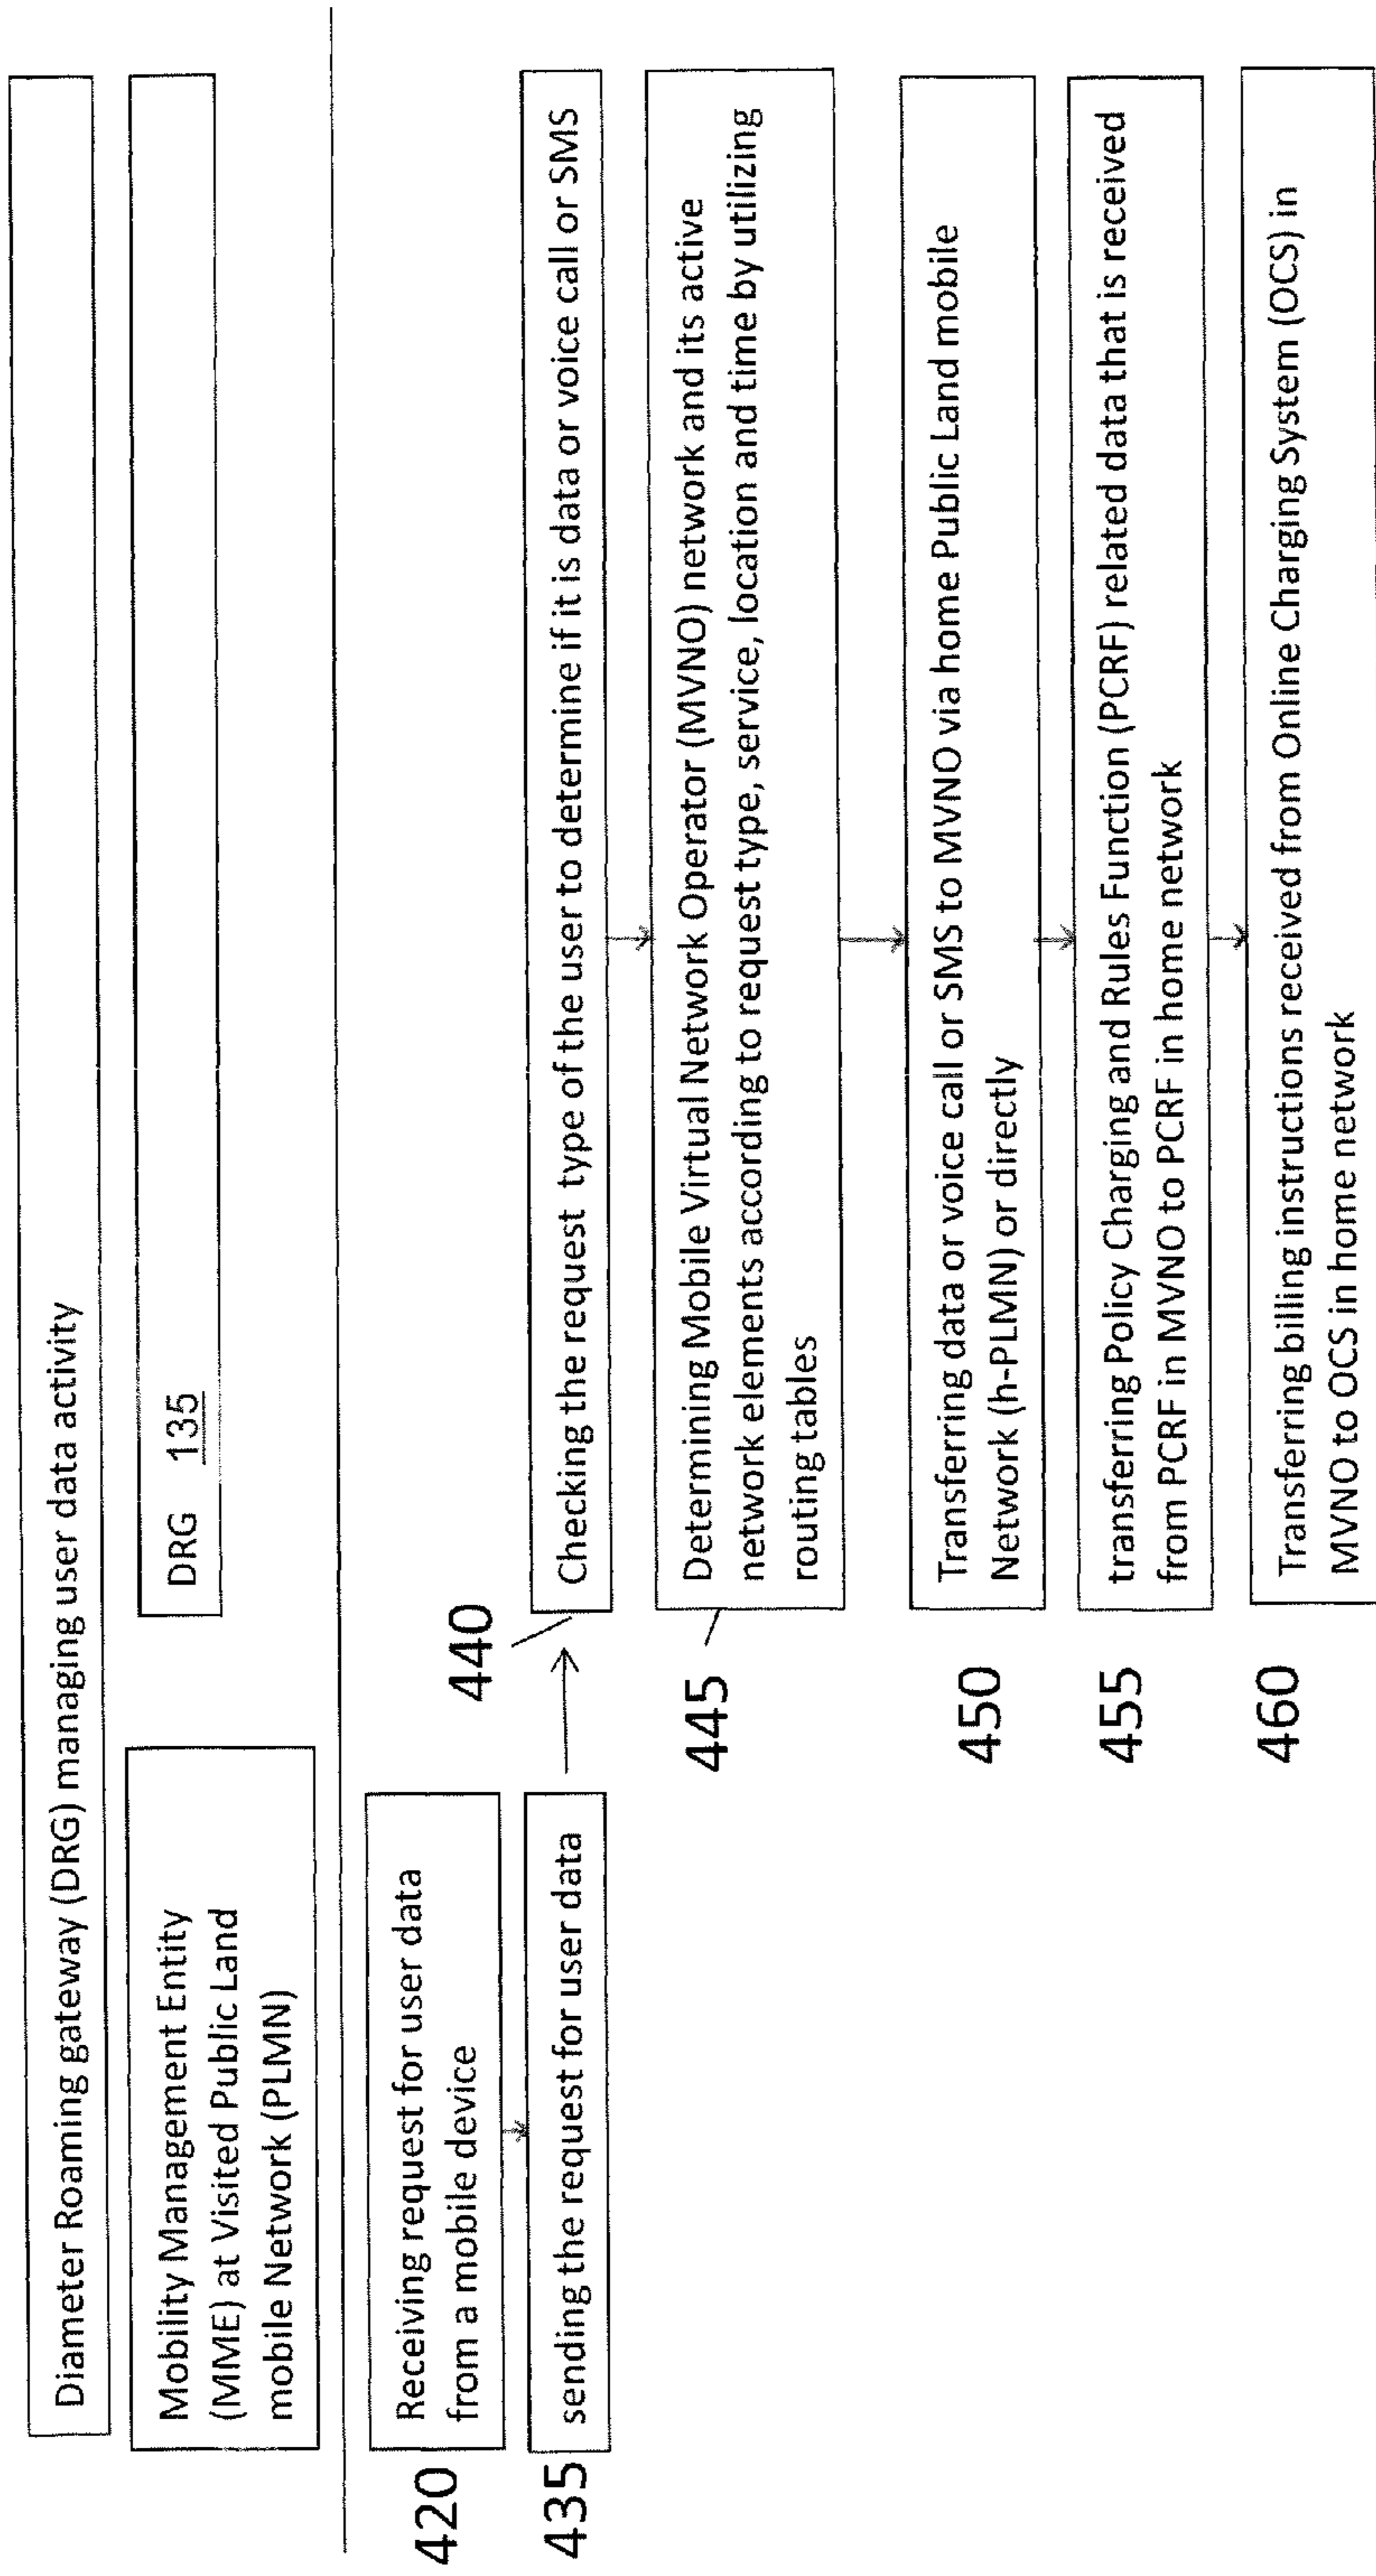 Diameter Roaming gateway (DRG) managing user data activity
Mobility Management Entity
(MME) at Visited Public Land
mobile Network (PLMN)
DRG 135
420
Receiving request for user data
from a mobile device
435
sending the request for user data
440
Checking the request type of the user to determine if it is data or voice call or SMS
445
Determining Mobile Virtual Network Operator (MVNO) network and its active
network elements according to request type, service, location and time by utilizing
routing tables
450
Transferring data or voice call or SMS to MVNO via home Public Land mobile
Network (h-PLMN) or directly
455
transferring Policy Charging and Rules Function (PCRF) related data that is received
from PCRF in MVNO to PCRF in home network
460
Transferring billing instructions received from Online Charging System (OCS) in
MVNO to OCS in home network